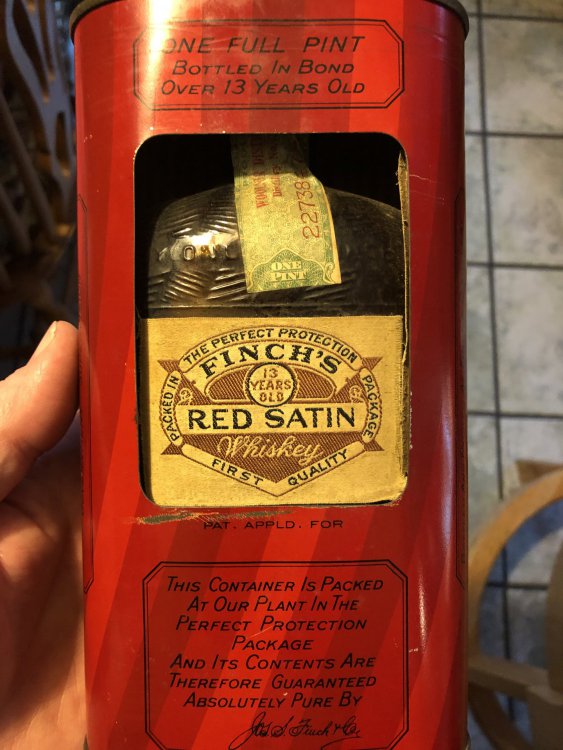 ONE FULL PINT
BOTTLED IN BOND
OVER 13 YEARS OLD
22738
ONE
PINT
THE PERFECT PROTECTION
PACKED IN
PACKAGE
FINCH'S
13
YEARS
OLD
RED SATIN
Whiskey
FIRST QUALITY
PAT. APPLD. FOR
THIS CONTAINER IS PACKED
AT OUR PLANT IN THE
PERFECT PROTECTION
PACKAGE
AND ITS CONTENTS ARE
THEREFORE GUARANTEED
ABSOLUTELY PURE BY
Jos. S. Finch & Co.